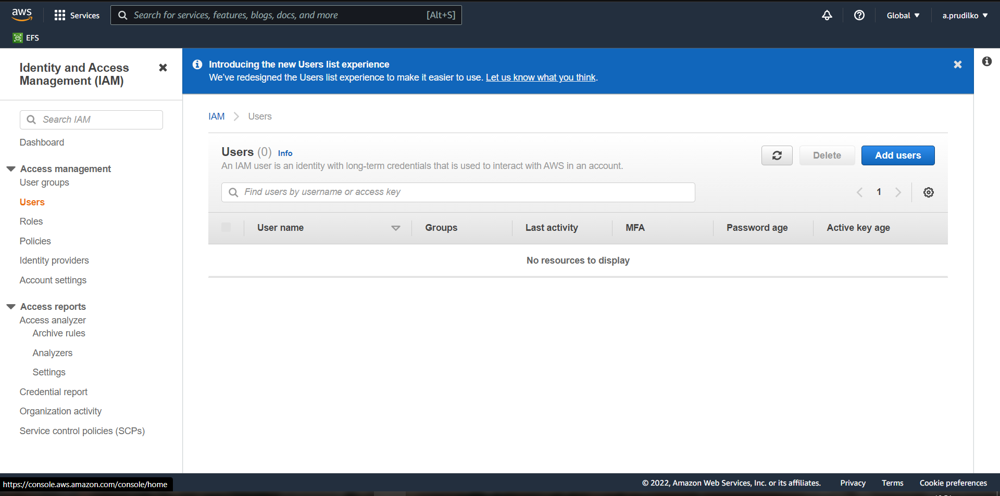 aws
Services
Search for services, features, blogs, docs, and more
[Alt+S]
Global ▼
a.prudilko ▼
EFS
Identity and Access
Management (IAM)
Search IAM
Dashboard
Access management
User groups
Users
Roles
Policies
Identity providers
Account settings
Access reports
Access analyzer
Archive rules
Analyzers
Settings
Credential report
Organization activity
Service control policies (SCPs)
Introducing the new Users list experience
We've redesigned the Users list experience to make it easier to use. Let us know what you think.
IAM > Users
Users (0) Info
An IAM user is an identity with long-term credentials that is used to interact with AWS in an account.
Delete
Add users
Find users by username or access key
1
User name
Groups
Last activity
MFA
Password age
Active key age
No resources to display
https://console.aws.amazon.com/console/home
© 2022, Amazon Web Services, Inc. or its affiliates.
Privacy
Terms
Cookie preferences